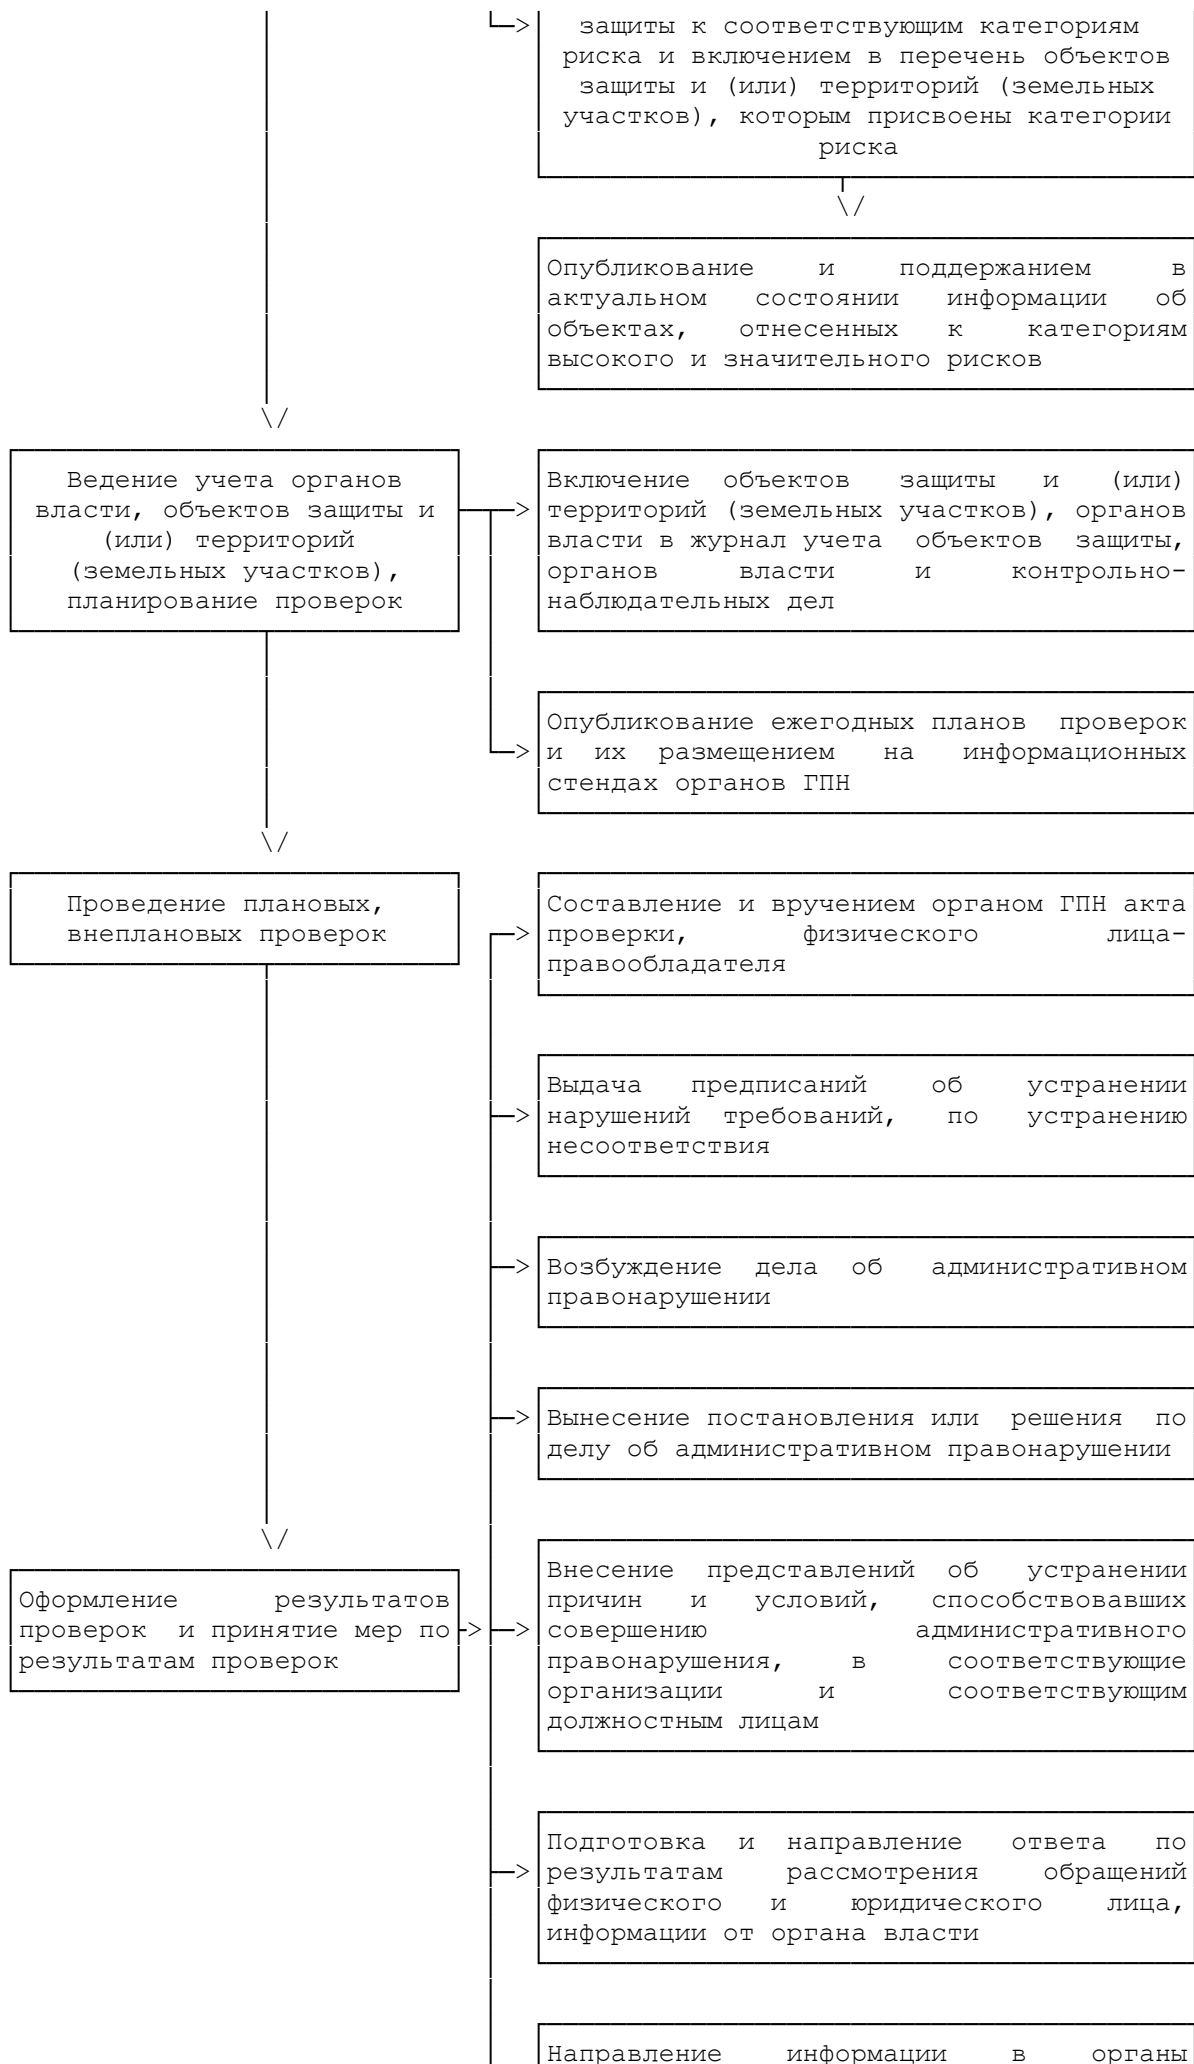 защиты к соответствующим категориям
риска и включением в перечень объектов
защиты и (или) территорий (земельных
участков), которым присвоены категории
риска
Опубликование и поддержанием в
актуальном состоянии информации об
объектах, отнесенных к категориям
высокого и значительного рисков
Ведение учета органов
власти, объектов защиты и
(или) территорий
(земельных участков),
планирование проверок
Включение объектов защиты и (или)
территорий (земельных участков), органов
власти в журнал учета объектов защиты,
органов власти и контрольно-
наблюдательных дел
Опубликование ежегодных планов проверок
и их размещением на информационных
стендах органов ГПН
Проведение плановых,
внеплановых проверок
Составление и вручением органом ГПН акта
проверки, физического лица-
правообладателя
Выдача предписаний об устранении
нарушений требований, по устранению
несоответствия
Возбуждение дела об административном
правонарушении
Вынесение постановления или решения по
делу об административном правонарушении
Оформление результатов
проверок и принятие мер по
результатам проверок
Внесение представлений об устранении
причин и условий, способствовавших
совершению административного
правонарушения, в соответствующие
организации и соответствующим
должностным лицам
Подготовка и направление ответа по
результатам рассмотрения обращений
физического и юридического лица,
информации от органа власти
Направление информации в органы